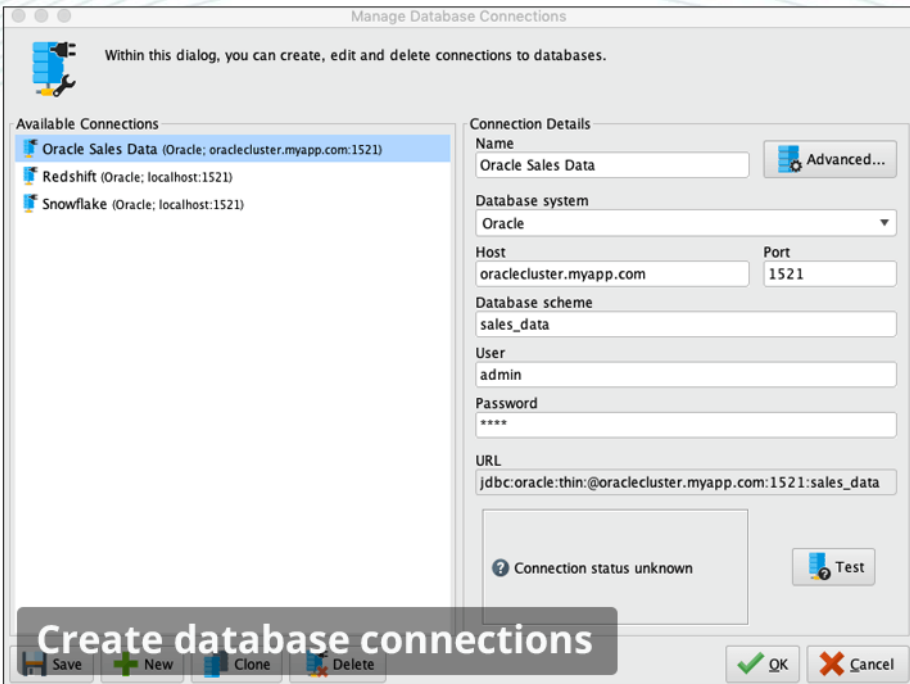 Manage Database Connections
Within this dialog, you can create, edit and delete connections to databases.
Available Connections
Oracle Sales Data (Oracle; oraclecluster.myapp.com:1521)
Redshift (Oracle; localhost:1521)
Snowflake (Oracle; localhost:1521)
Connection Details
Name
Oracle Sales Data
Advanced...
Database system
Oracle
Host
Port
oraclecluster.myapp.com
1521
Database scheme
sales_data
User
admin
Password
****
URL
jdbc:oracle:thin:@oraclecluster.myapp.com:1521:sales_data
Connection status unknown
Test
Create database connections
Save
New
Clone
Delete
OK
Cancel